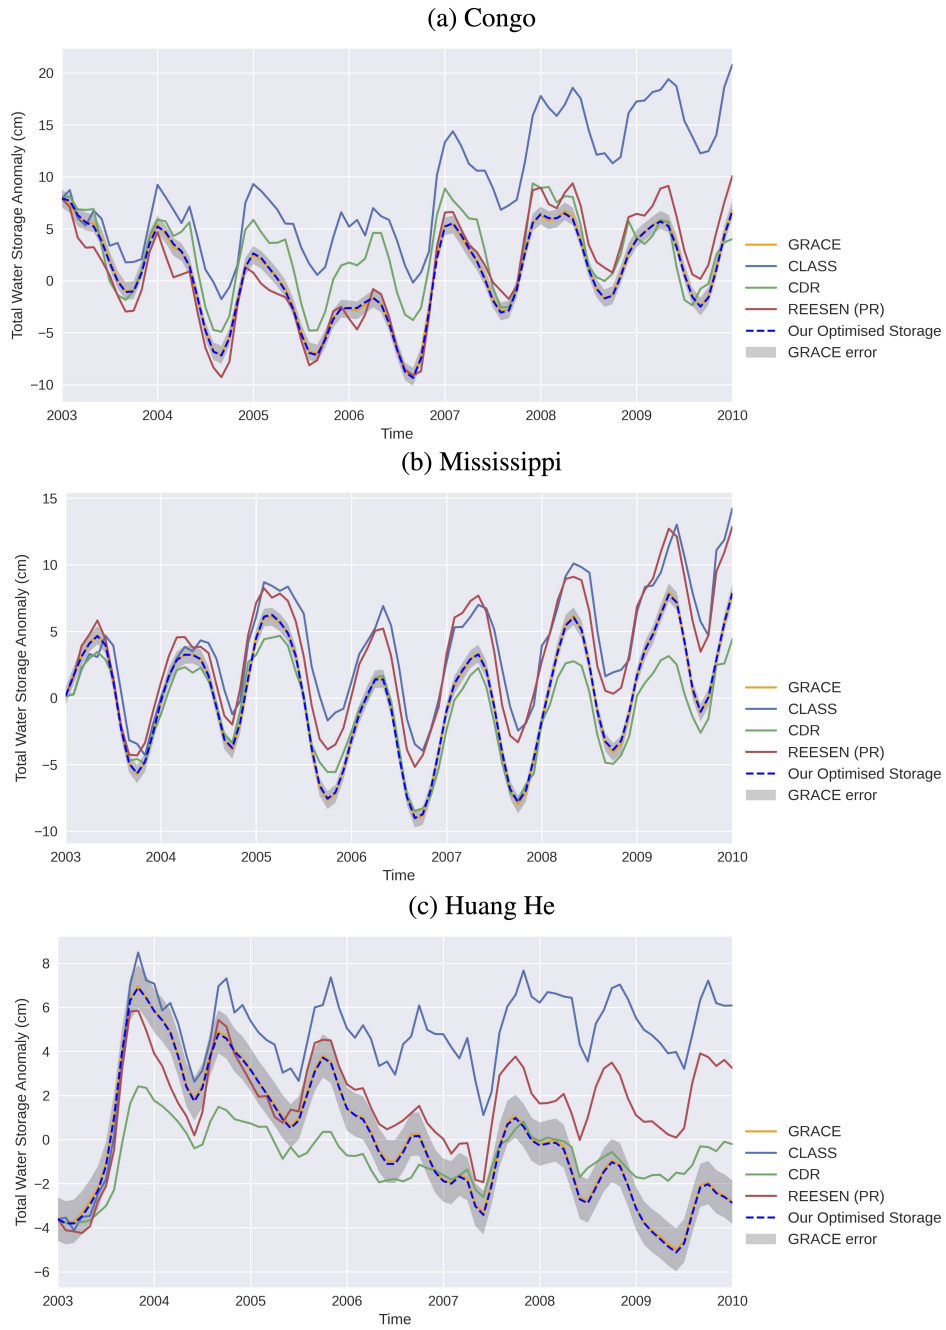 (a) Congo
Total Water Storage Anomaly (cm)
20
15
10
5
0
−5
−10
2003 2004 2005 2006 2007 2008 2009 2010
Time
GRACE
CLASS
CDR
REESEN (PR)
Our Optimised Storage
GRACE error
(b) Mississippi
Total Water Storage Anomaly (cm)
15
10
5
0
−5
−10
2003 2004 2005 2006 2007 2008 2009 2010
Time
GRACE
CLASS
CDR
REESEN (PR)
Our Optimised Storage
GRACE error
(c) Huang He
Total Water Storage Anomaly (cm)
8
6
4
2
0
−2
−4
−6
2003 2004 2005 2006 2007 2008 2009 2010
Time
GRACE
CLASS
CDR
REESEN (PR)
Our Optimised Storage
GRACE error